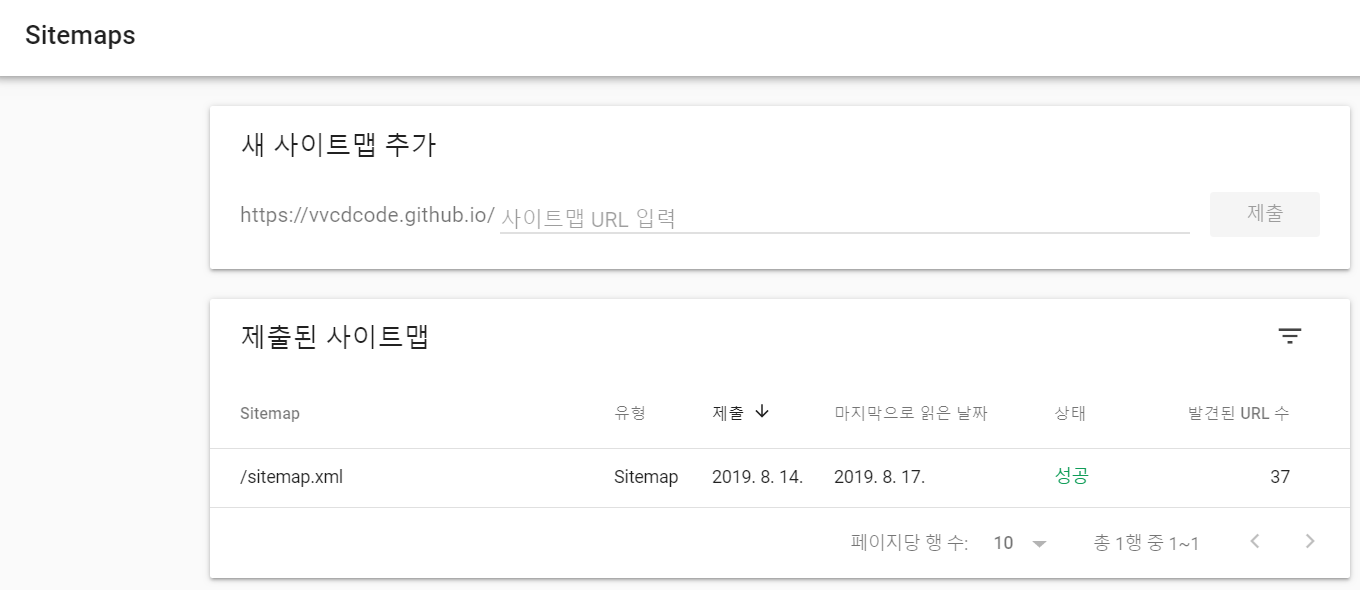 Sitemaps
새 사이트맵 추가
https://vvcdcode.github.io/ 사이트맵 URL 입력 제출
제출된 사이트맵
Sitemap 유형 제출 마지막으로 읽은 날짜 상태 발견된 URL 수
/sitemap.xml Sitemap 2019. 8. 14. 2019. 8. 17. 성공 37
페이지당 행 수: 10 총 1행 중 1~1